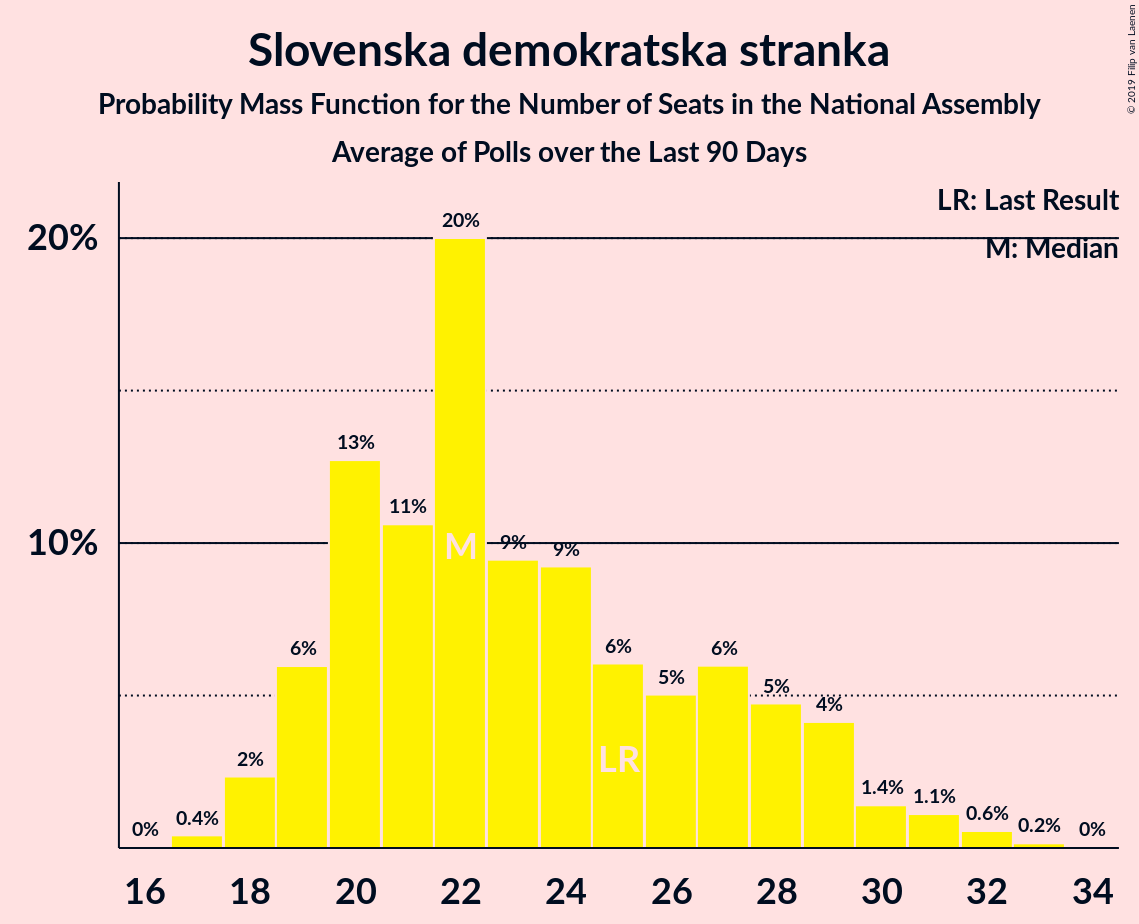 Slovenska demokratska stranka
Probability Mass Function for the Number of Seats in the National Assembly
Average of Polls over the Last 90 Days
© 2019 Filip van Laenen
LR: Last Result
M: Median
20%
10%
0%
0.4%
2%
6%
13%
11%
20%
9%
9%
6%
5%
6%
5%
4%
1.4%
1.1%
0.6%
0.2%
0%
M
LR
16 18 20 22 24 26 28 30 32 34